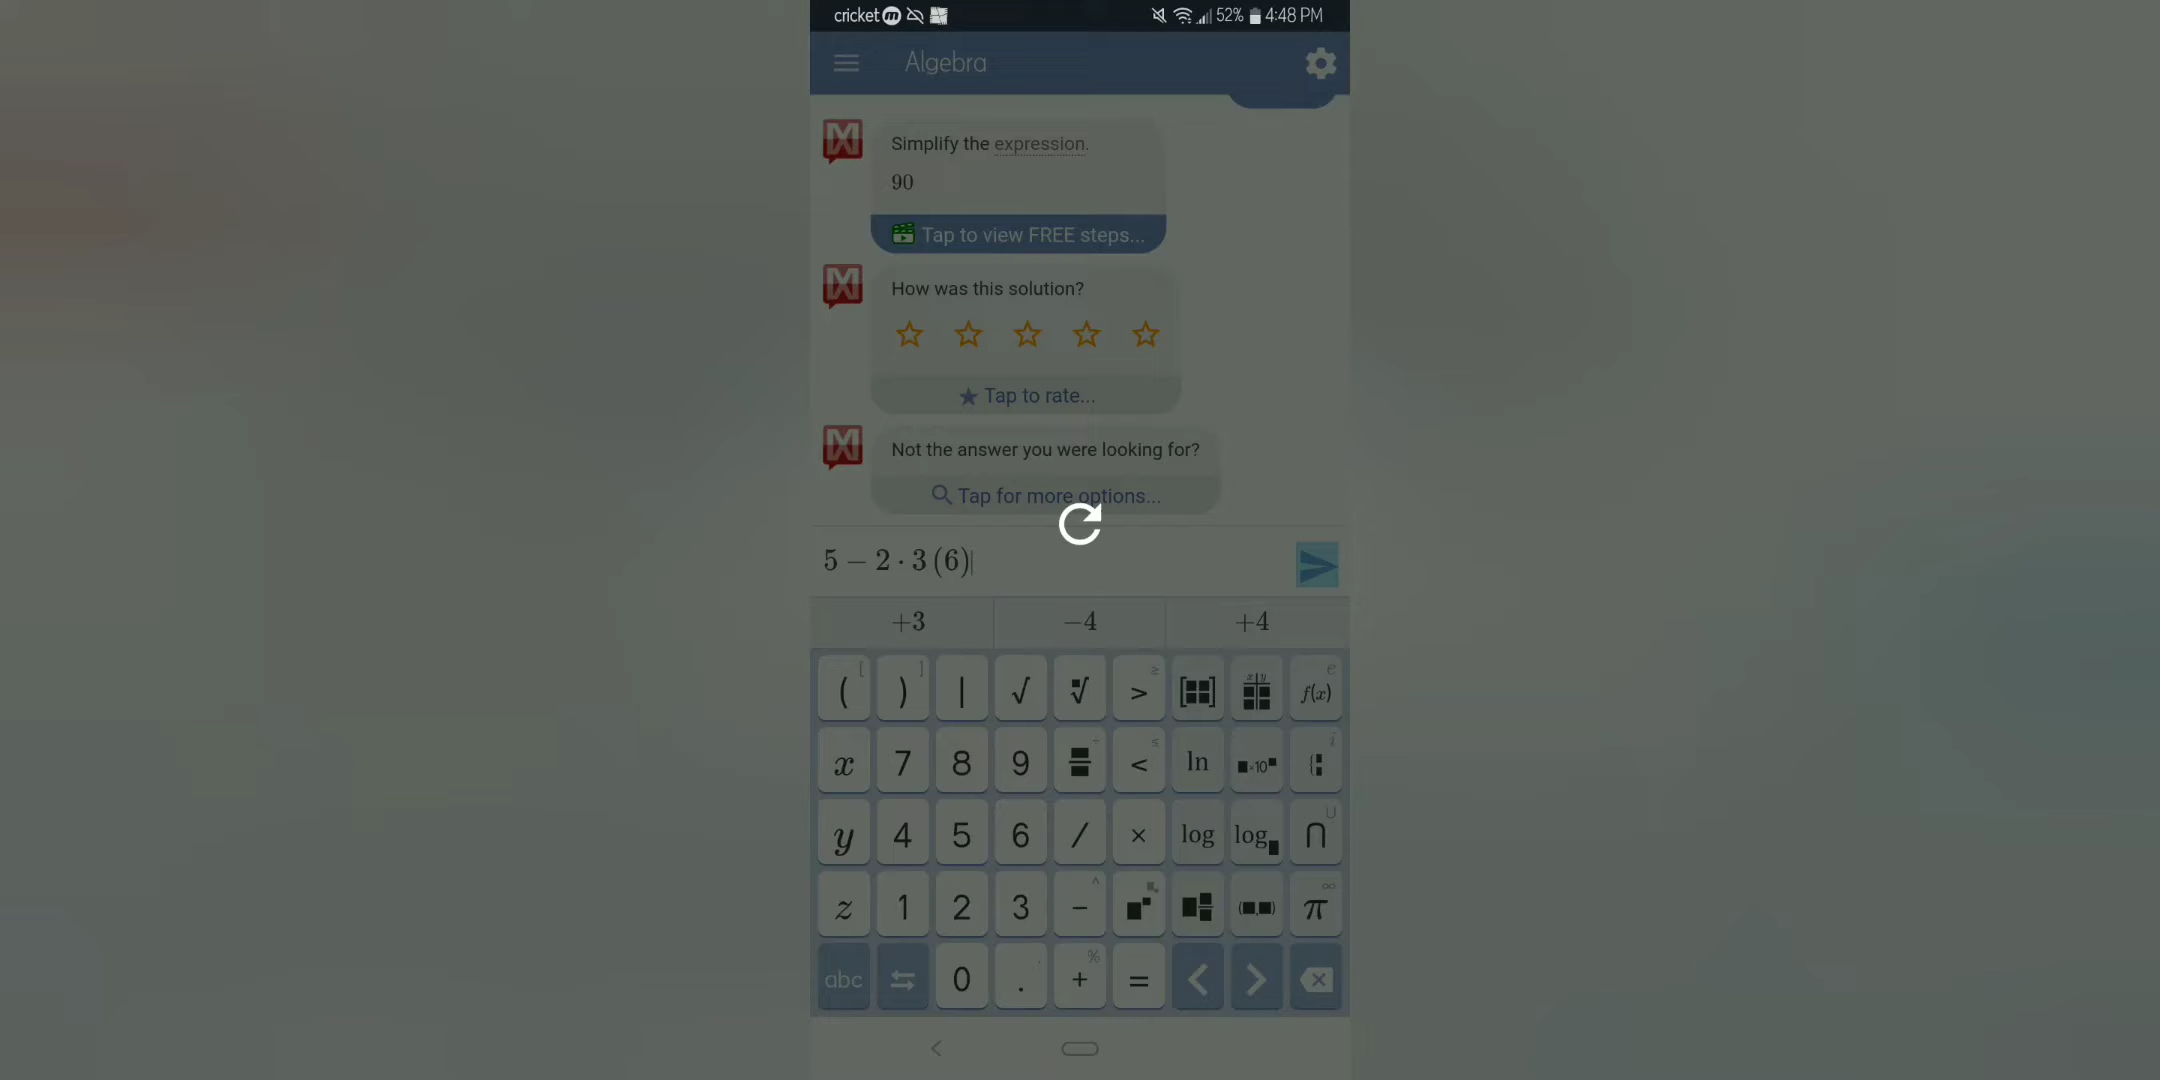 cricket 52% 4:48 PM
Algebra
Simplify the expression.
90
Tap to view FREE steps...
How was this solution?
Tap to rate...
Not the answer you were looking for?
Tap for more options...
5 − 2 · 3 (6)
+3 −4 +4
( [ ) ] | √ √ > ≥ f(x) e
x 7 8 9 ÷ < ≤ ln ×10 { i
y 4 5 6 / × log log ∩ ∪
z 1 2 3 − ^ (,) π ∞
abc 0 . , + % = < >